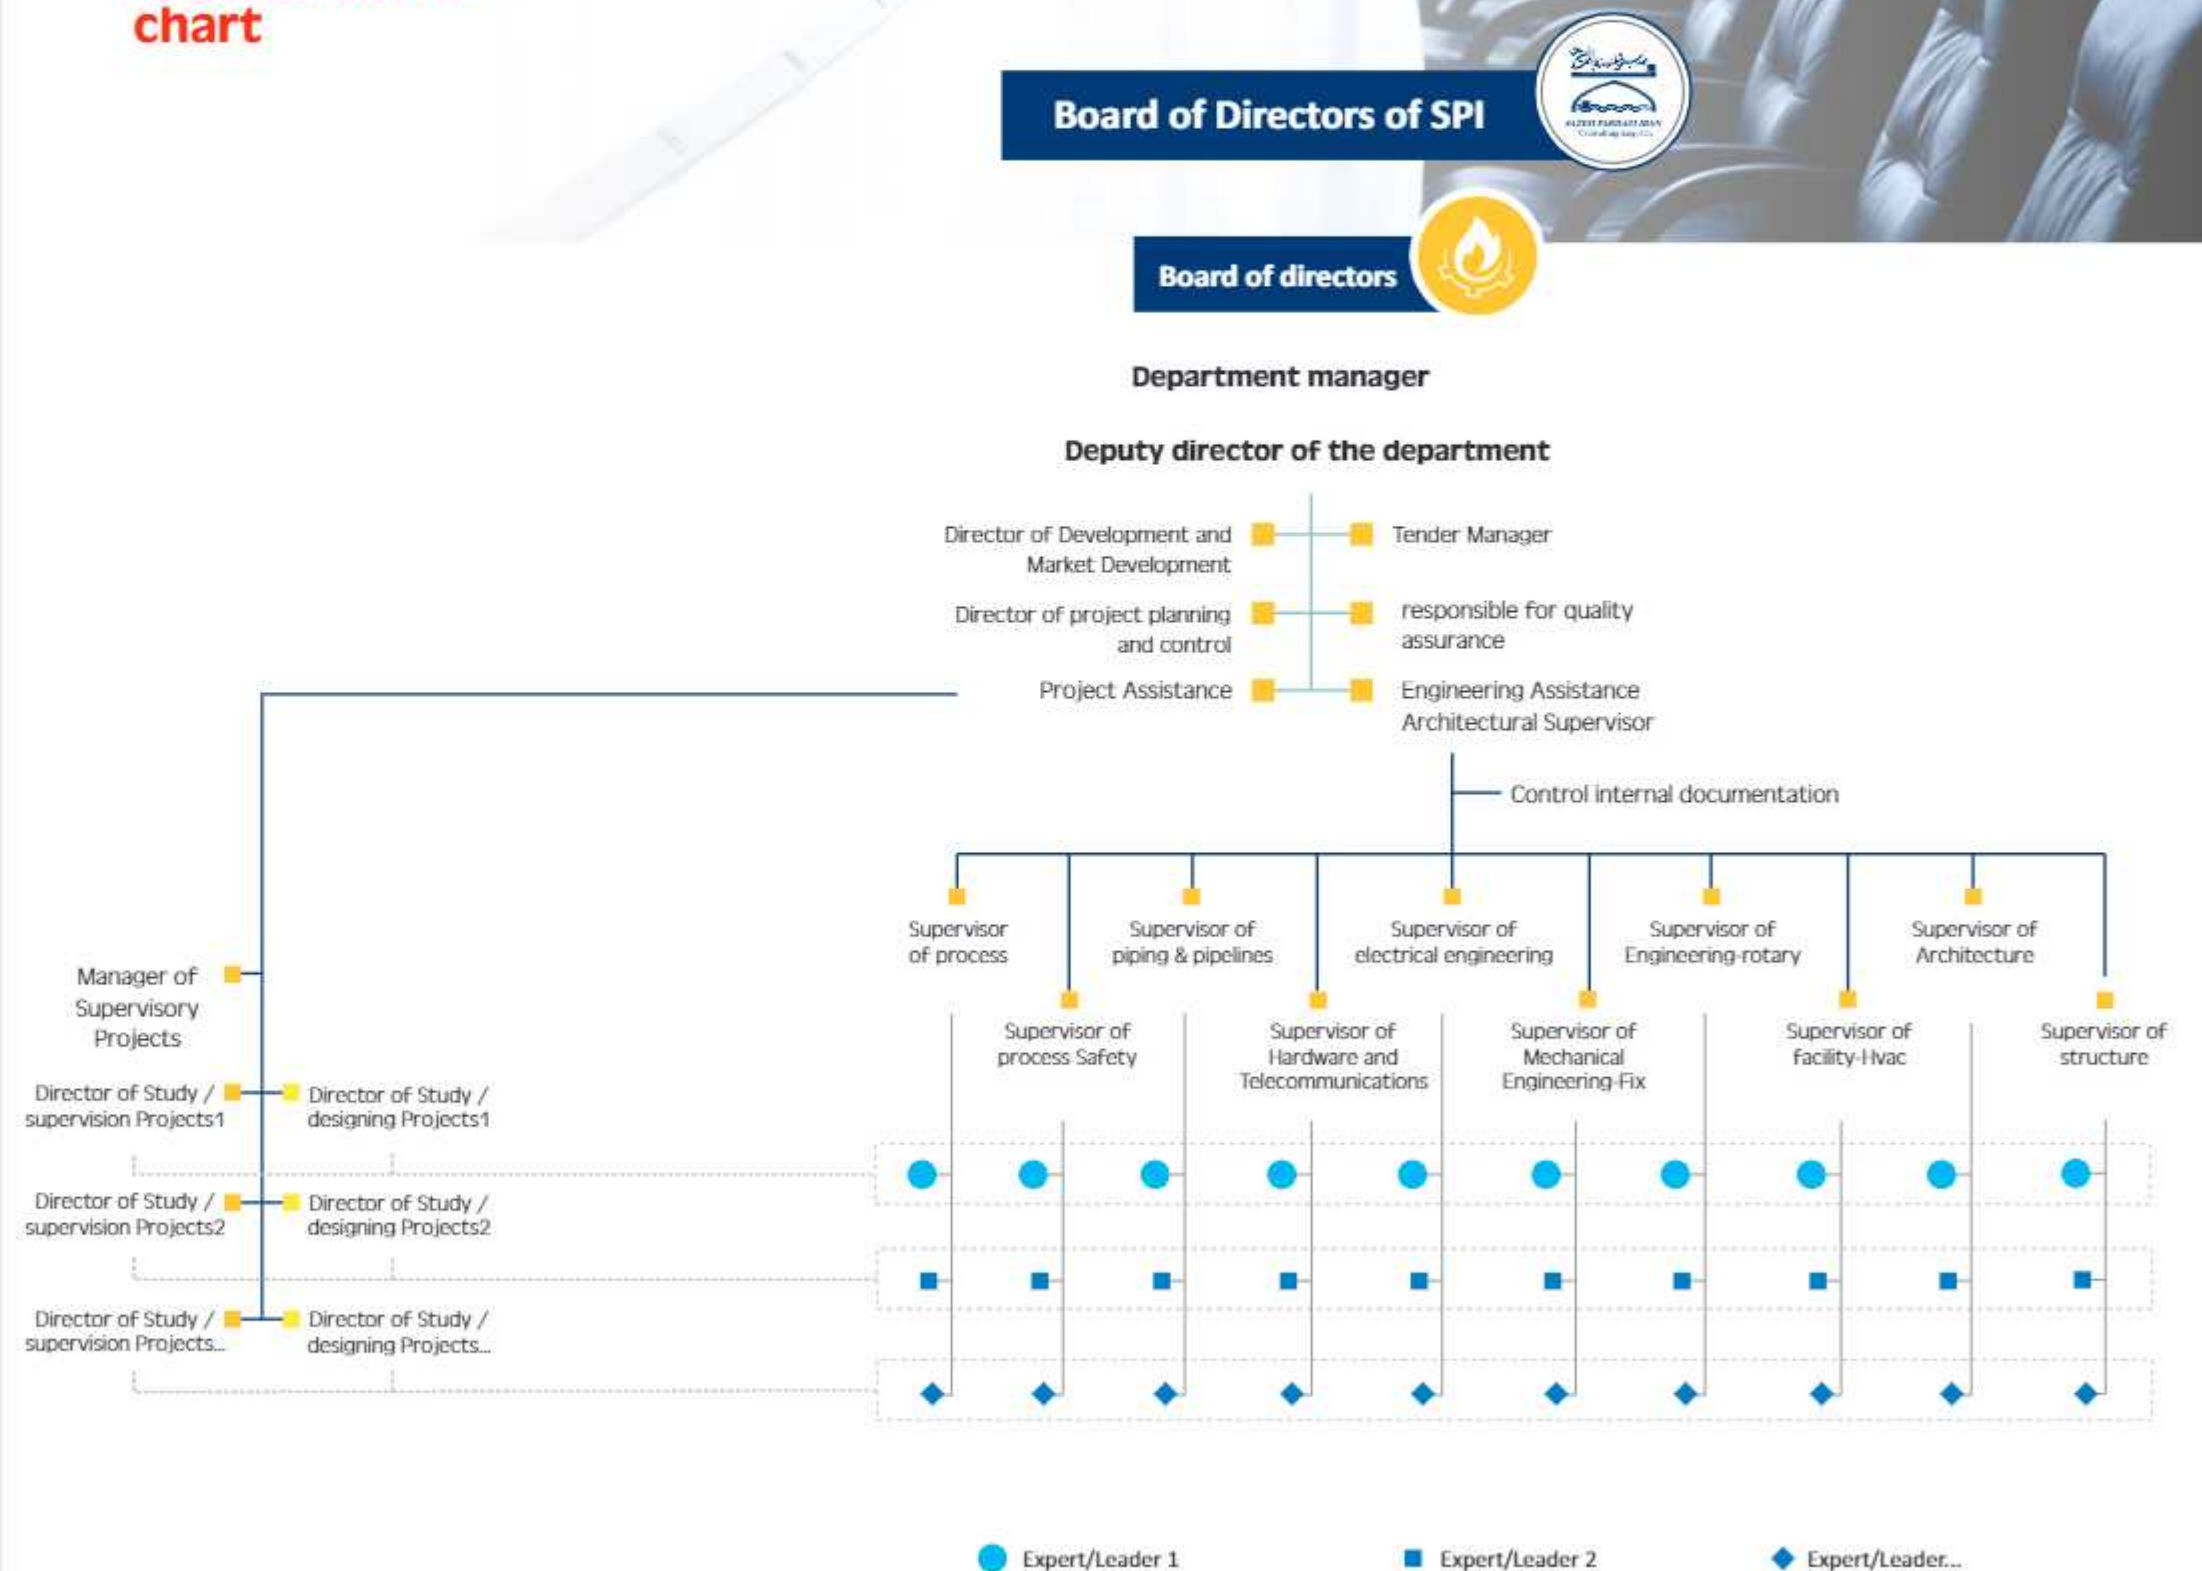 chart
Board of Directors of SPI
SAZEH PARDAZI IRAN
Board of directors
Department manager
Deputy director of the department
Director of Development and
Market Development
Tender Manager
Director of project planning
and control
responsible for quality
assurance
Project Assistance
Engineering Assistance
Architectural Supervisor
Control internal documentation
Supervisor
of process
Supervisor of
piping & pipelines
Supervisor of
electrical engineering
Supervisor of
Engineering-rotary
Supervisor of
Architecture
Supervisor of
process Safety
Supervisor of
Hardware and
Telecommunications
Supervisor of
Mechanical
Engineering-Fix
Supervisor of
facility-Hvac
Supervisor of
structure
Manager of
Supervisory
Projects
Director of Study /
supervision Projects1
Director of Study /
designing Projects1
Director of Study /
supervision Projects2
Director of Study /
designing Projects2
Director of Study /
supervision Projects...
Director of Study /
designing Projects...
Expert/Leader 1
Expert/Leader 2
Expert/Leader...